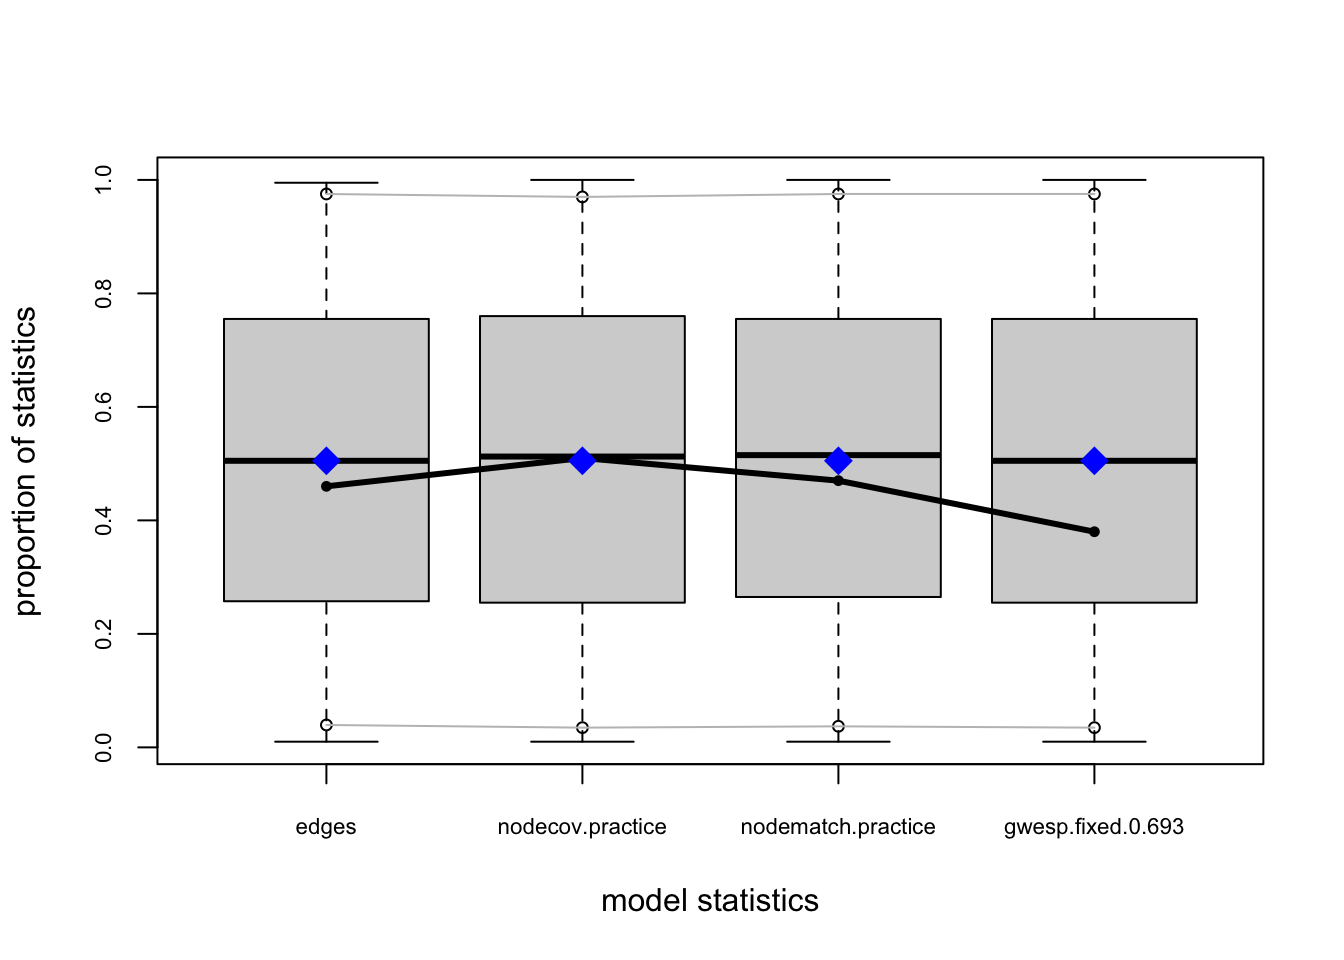 proportion of statistics
1.0
0.8
0.6
0.4
0.2
0.0
edges nodecov.practice nodematch.practice gwesp.fixed.0.693
model statistics